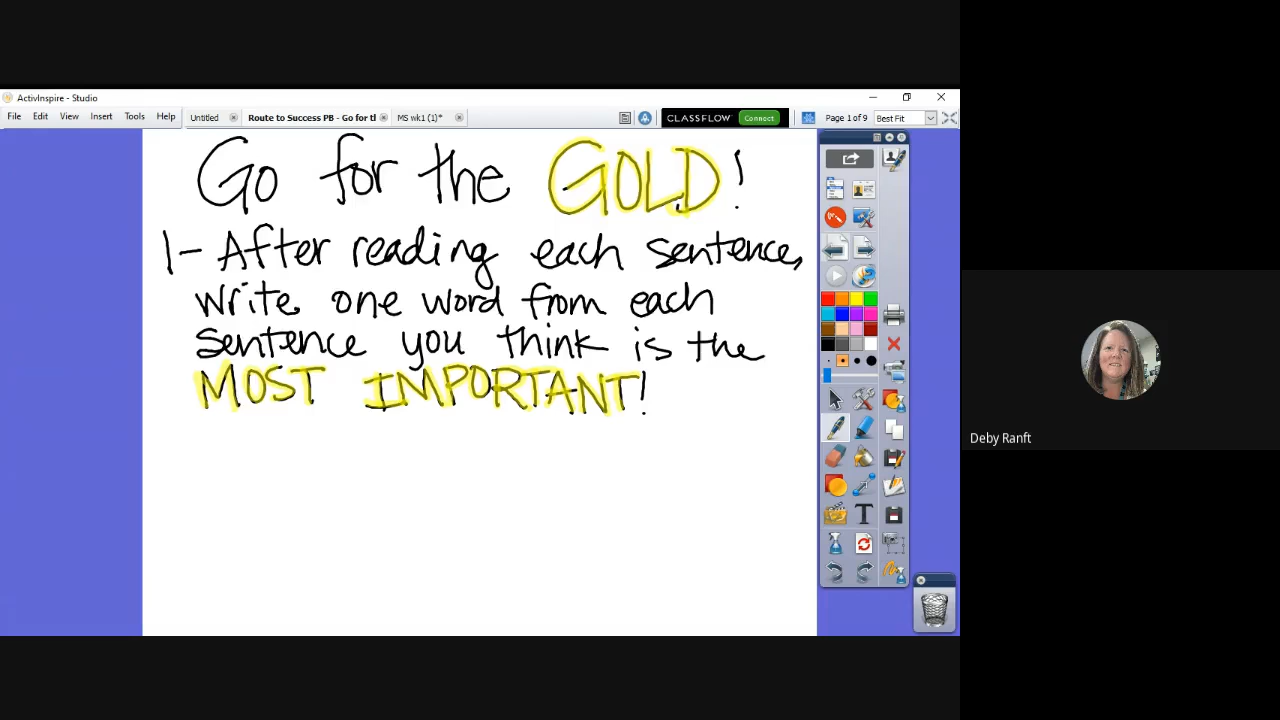 ActivInspire - Studio
File Edit View Insert Tools Help
Untitled
Route to Success PB - Go for tl
MS wk1 (1)*
CLASSFLOW Connect
Page 1 of 9
Best Fit
Go for the GOLD!
1- After reading each sentence,
write one word from each
sentence you think is the
MOST IMPORTANT!
T
Deby Ranft